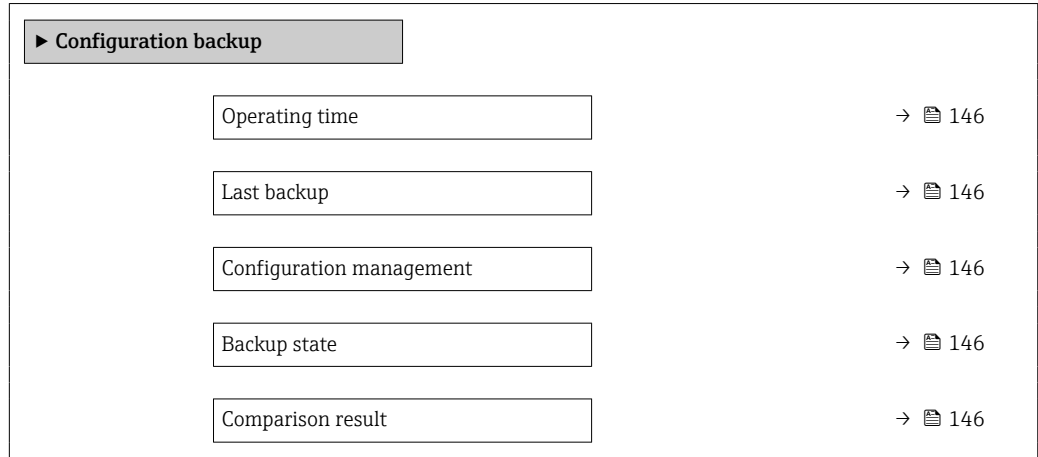 ► Configuration backup
Operating time → 146
Last backup → 146
Configuration management → 146
Backup state → 146
Comparison result → 146